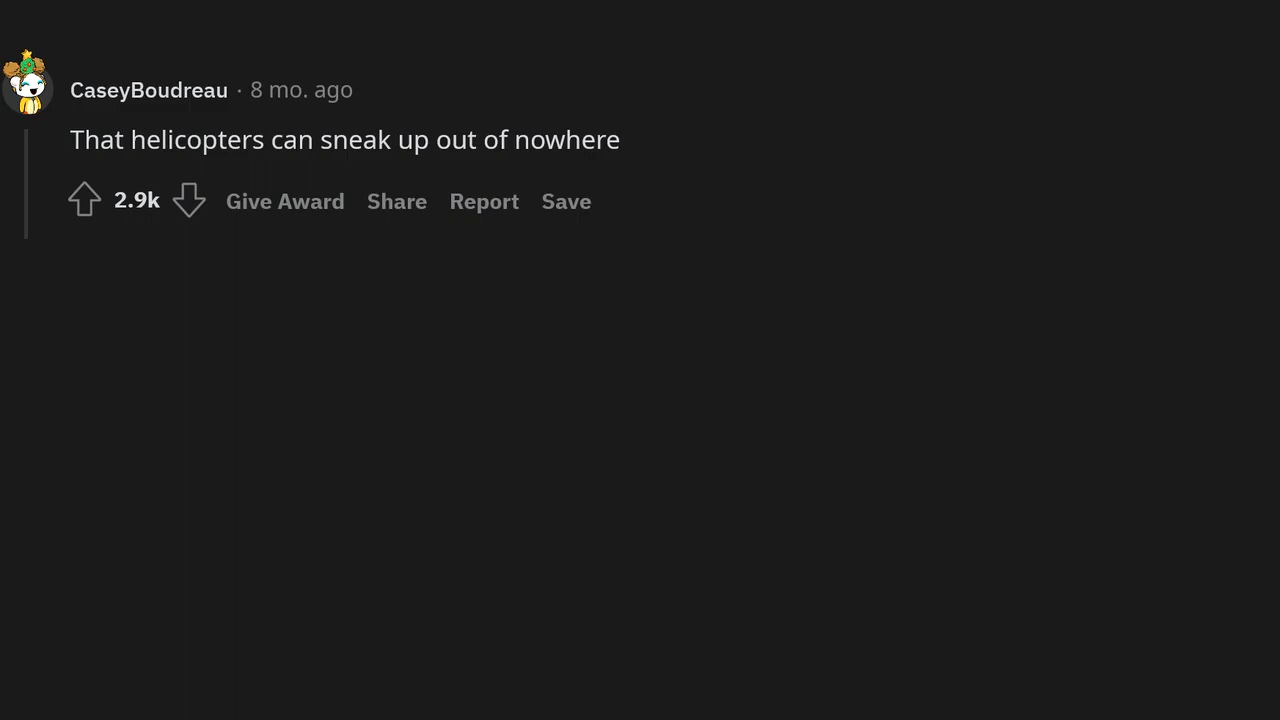 CaseyBoudreau · 8 mo. ago
That helicopters can sneak up out of nowhere
2.9k Give Award Share Report Save